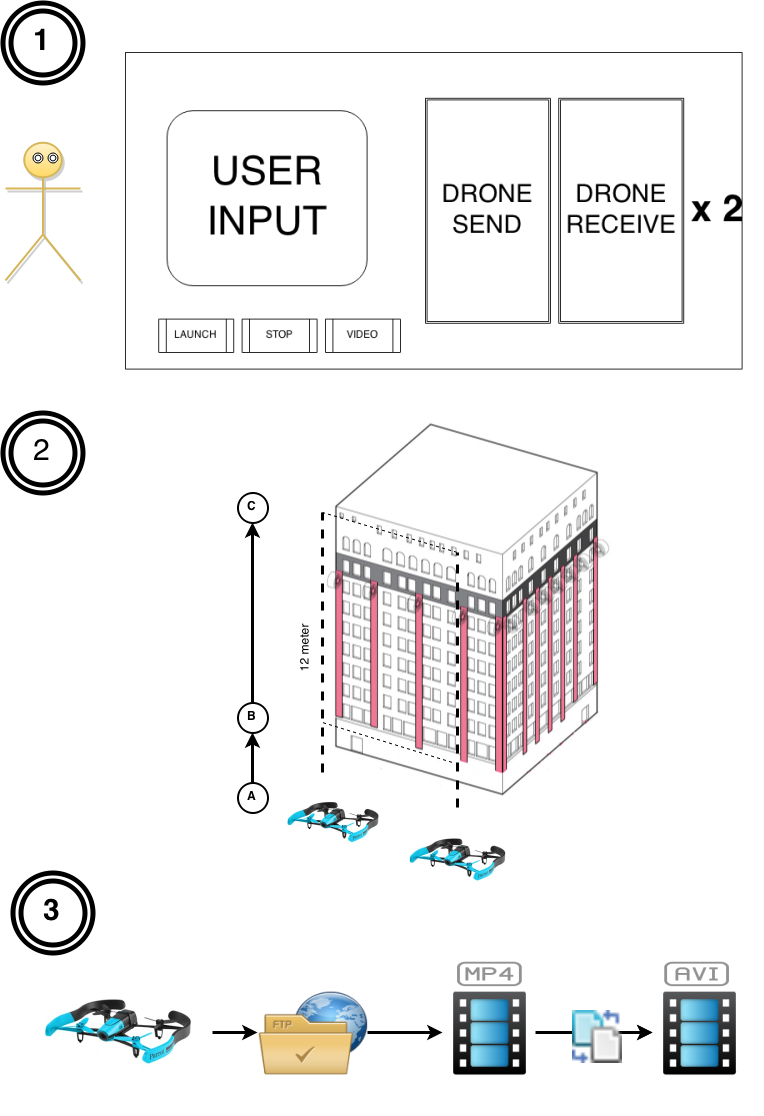 1
USER
INPUT
DRONE
SEND
DRONE
RECEIVE
x 2
LAUNCH
STOP
VIDEO
2
C
12 meter
B
A
3
MP4
AVI
FTP